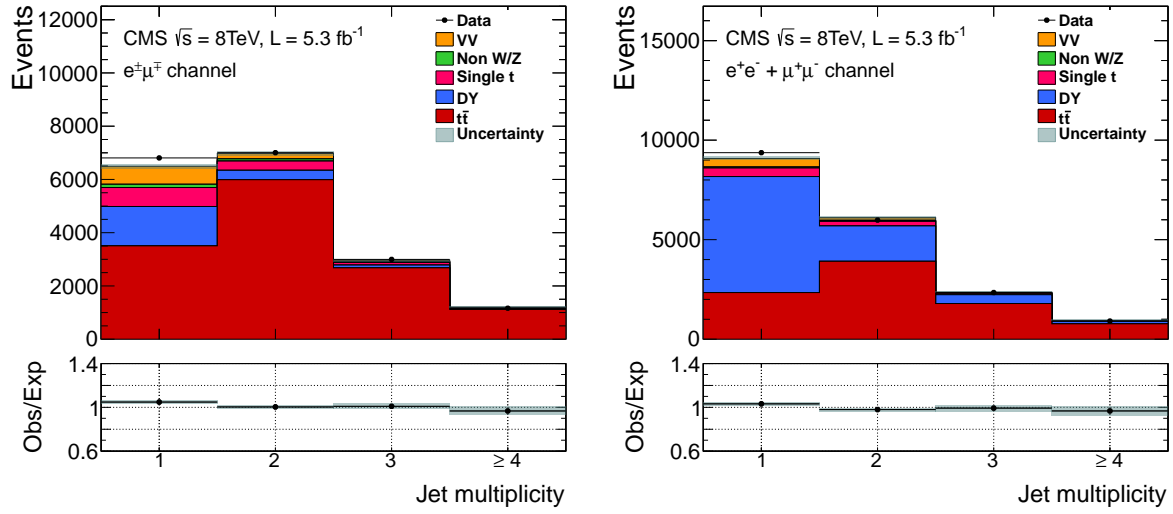 Events
12000
10000
8000
6000
4000
2000
0
CMS √s = 8TeV, L = 5.3 fb⁻¹
e±μ∓ channel
Data
VV
Non W/Z
Single t
DY
tt̄
Uncertainty
Obs/Exp
1.4
1
0.6
1 2 3 ≥ 4
Jet multiplicity
Events
15000
10000
5000
0
CMS √s = 8TeV, L = 5.3 fb⁻¹
e⁺e⁻ + μ⁺μ⁻ channel
Data
VV
Non W/Z
Single t
DY
tt̄
Uncertainty
Obs/Exp
1.4
1
0.6
1 2 3 ≥ 4
Jet multiplicity